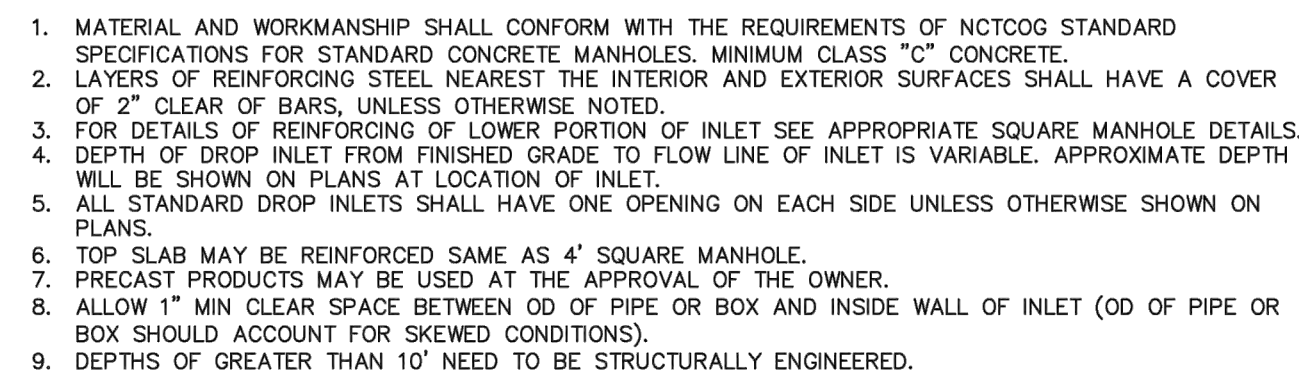 1. MATERIAL AND WORKMANSHIP SHALL CONFORM WITH THE REQUIREMENTS OF NCTCOG STANDARD
SPECIFICATIONS FOR STANDARD CONCRETE MANHOLES. MINIMUM CLASS "C" CONCRETE.
2. LAYERS OF REINFORCING STEEL NEAREST THE INTERIOR AND EXTERIOR SURFACES SHALL HAVE A COVER
OF 2" CLEAR OF BARS, UNLESS OTHERWISE NOTED.
3. FOR DETAILS OF REINFORCING OF LOWER PORTION OF INLET SEE APPROPRIATE SQUARE MANHOLE DETAILS.
4. DEPTH OF DROP INLET FROM FINISHED GRADE TO FLOW LINE OF INLET IS VARIABLE. APPROXIMATE DEPTH
WILL BE SHOWN ON PLANS AT LOCATION OF INLET.
5. ALL STANDARD DROP INLETS SHALL HAVE ONE OPENING ON EACH SIDE UNLESS OTHERWISE SHOWN ON
PLANS.
6. TOP SLAB MAY BE REINFORCED SAME AS 4' SQUARE MANHOLE.
7. PRECAST PRODUCTS MAY BE USED AT THE APPROVAL OF THE OWNER.
8. ALLOW 1" MIN CLEAR SPACE BETWEEN OD OF PIPE OR BOX AND INSIDE WALL OF INLET (OD OF PIPE OR
BOX SHOULD ACCOUNT FOR SKEWED CONDITIONS).
9. DEPTHS OF GREATER THAN 10' NEED TO BE STRUCTURALLY ENGINEERED.